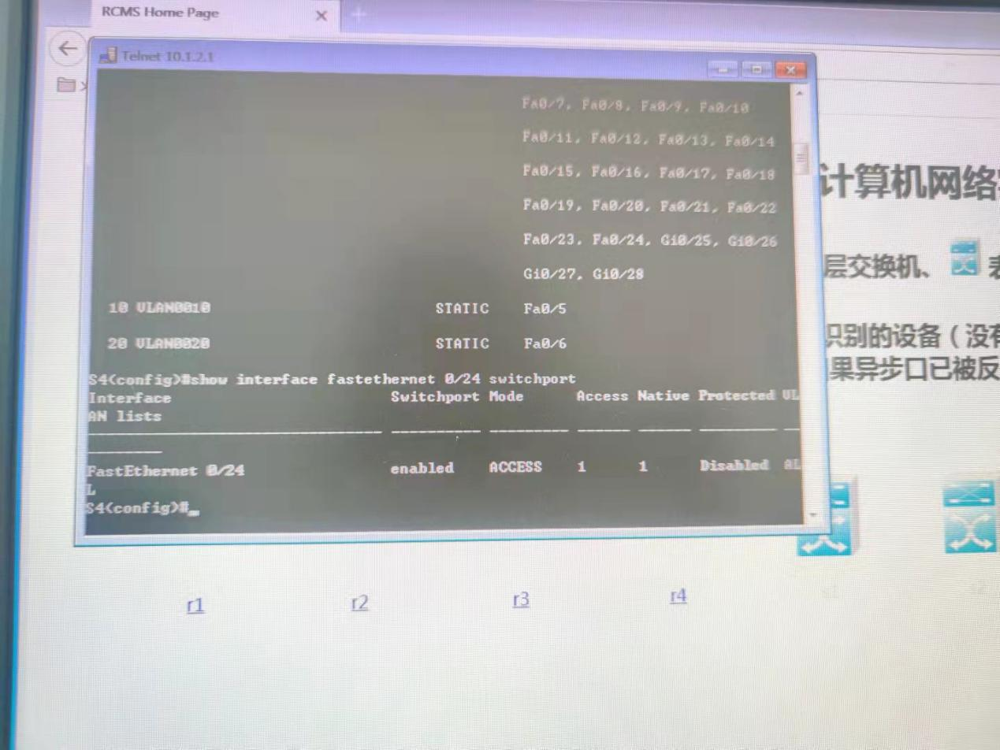 RCMS Home Page
Telnet 10.1.2.1
Fa0/7, Fa0/8, Fa0/9, Fa0/10
Fa0/11, Fa0/12, Fa0/13, Fa0/14
Fa0/15, Fa0/16, Fa0/17, Fa0/18
Fa0/19, Fa0/20, Fa0/21, Fa0/22
Fa0/23, Fa0/24, Gi0/25, Gi0/26
Gi0/27, Gi0/28
10 VLAN0010 STATIC Fa0/5
20 VLAN0020 STATIC Fa0/6
S4(config)#show interface fastethernet 0/24 switchport
Interface Switchport Mode Access Native Protected VL
AN lists
FastEthernet 0/24 enabled ACCESS 1 1 Disabled AL
L
S4(config)#_
计算机网络
层交换机、
识别的设备（没有
果异步口已被反
r1
r2
r3
r4